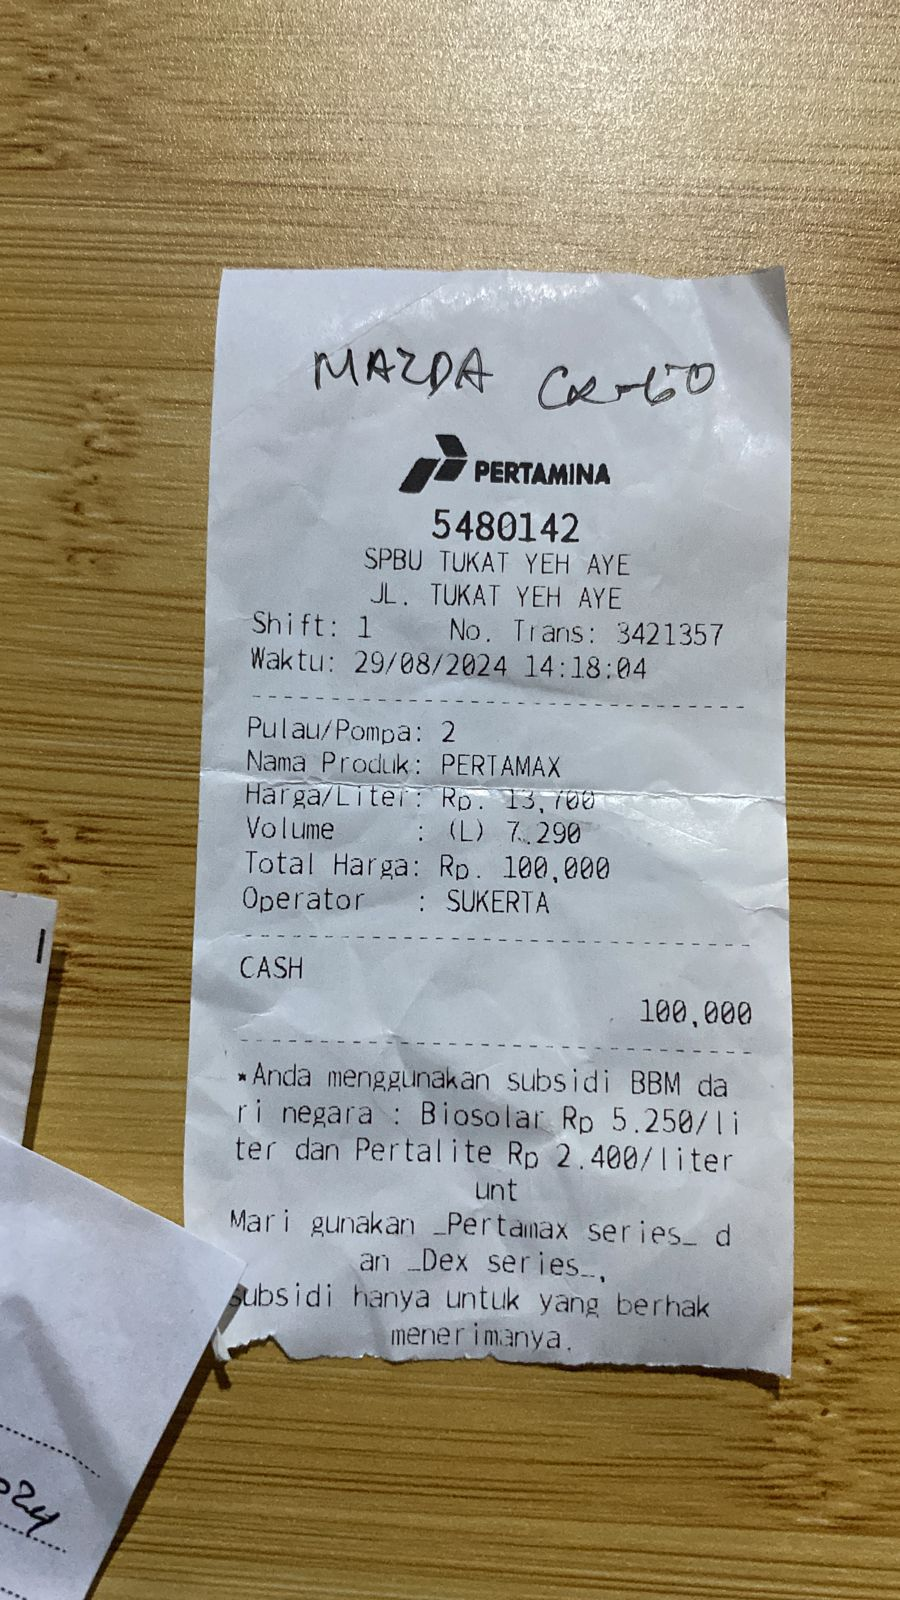 MAZDA CX-60
PERTAMINA
5480142
SPBU TUKAT YEH AYE
JL. TUKAT YEH AYE
Shift: 1 No. Trans: 3421357
Waktu: 29/08/2024 14:18:04
Pulau/Pompa: 2
Nama Produk: PERTAMAX
Harga/Liter: Rp. 13,700
Volume : (L) 7.290
Total Harga: Rp. 100,000
Operator : SUKERTA
CASH
100,000
*Anda menggunakan subsidi BBM da
ri negara : Biosolar Rp 5.250/li
ter dan Pertalite Rp 2.400/liter
unt
Mari gunakan _Pertamax series_ d
an _Dex series_,
subsidi hanya untuk yang berhak
menerimanya.